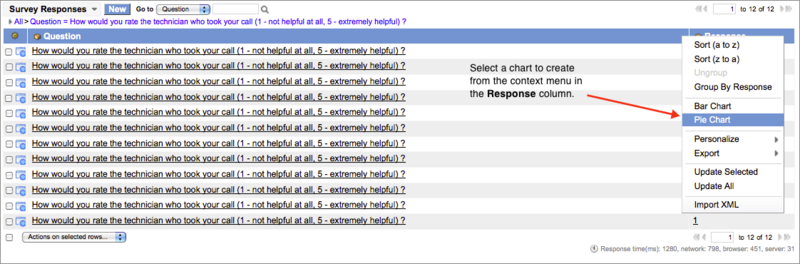 Survey Responses New Go to Question 1 to 12 of 12
All > Question = How would you rate the technician who took your call (1 - not helpful at all, 5 - extremely helpful) ?
Question Response
How would you rate the technician who took your call (1 - not helpful at all, 5 - extremely helpful) ?
How would you rate the technician who took your call (1 - not helpful at all, 5 - extremely helpful) ?
How would you rate the technician who took your call (1 - not helpful at all, 5 - extremely helpful) ?
How would you rate the technician who took your call (1 - not helpful at all, 5 - extremely helpful) ?
How would you rate the technician who took your call (1 - not helpful at all, 5 - extremely helpful) ?
How would you rate the technician who took your call (1 - not helpful at all, 5 - extremely helpful) ?
How would you rate the technician who took your call (1 - not helpful at all, 5 - extremely helpful) ?
How would you rate the technician who took your call (1 - not helpful at all, 5 - extremely helpful) ?
How would you rate the technician who took your call (1 - not helpful at all, 5 - extremely helpful) ?
How would you rate the technician who took your call (1 - not helpful at all, 5 - extremely helpful) ?
How would you rate the technician who took your call (1 - not helpful at all, 5 - extremely helpful) ?
How would you rate the technician who took your call (1 - not helpful at all, 5 - extremely helpful) ? 1
Select a chart to create
from the context menu in
the Response column.
Sort (a to z)
Sort (z to a)
Ungroup
Group By Response
Bar Chart
Pie Chart
Personalize
Export
Update Selected
Update All
Import XML
Actions on selected rows... 1 to 12 of 12
Response time(ms): 1280, network: 798, browser: 451, server: 31